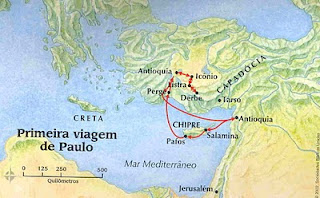 Antioquia
Icônio
Listra
CAPADÓCIA
Perge
Derbe
Tarso
CRETA
Antioquia
CHIPRE
Salamina
Primeira viagem
de Paulo
Pafos
Mar Mediterrâneo
0 250 500
Quilômetros
Jerusalém